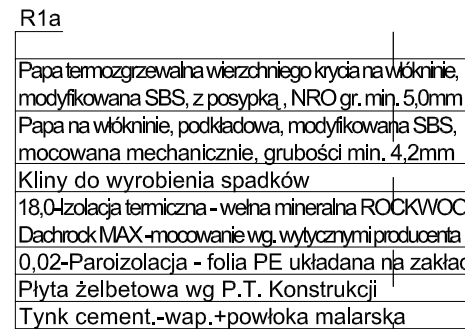 R1a
Papa termozgrzewalna wierzchniego krycia na włókninie,
modyfikowana SBS, z posypką, NRO gr. min. 5,0mm
Papa na włókninie, podkładowa, modyfikowana SBS,
mocowana mechanicznie, grubości min. 4,2mm
Kliny do wyrobienia spadków
18,0-Izolacja termiczna - wełna mineralna ROCKWOO
Dachrock MAX -mocowanie wg. wytycznymi producenta
0,02-Paroizolacja - folia PE układana na zakład
Płyta żelbetowa wg P.T. Konstrukcji
Tynk cement.-wap.+powłoka malarska